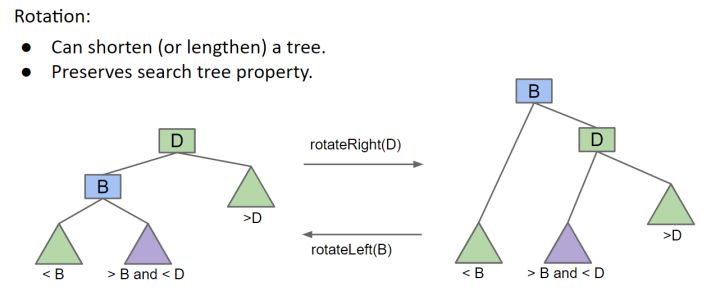 Rotation:
● Can shorten (or lengthen) a tree.
● Preserves search tree property.
D
B
>D
< B
> B and < D
rotateRight(D)
rotateLeft(B)
B
D
>D
< B
> B and < D